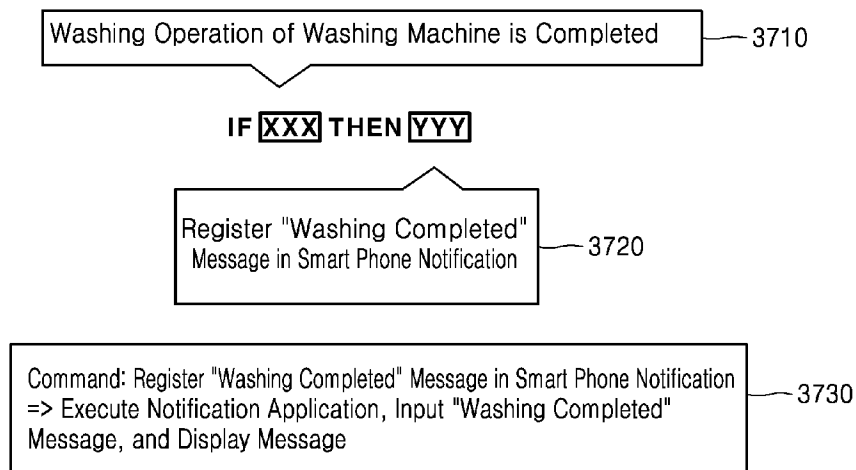 Washing Operation of Washing Machine is Completed
3710
IF XXX THEN YYY
Register "Washing Completed"
Message in Smart Phone Notification
3720
Command: Register "Washing Completed" Message in Smart Phone Notification
=> Execute Notification Application, Input "Washing Completed"
Message, and Display Message
3730